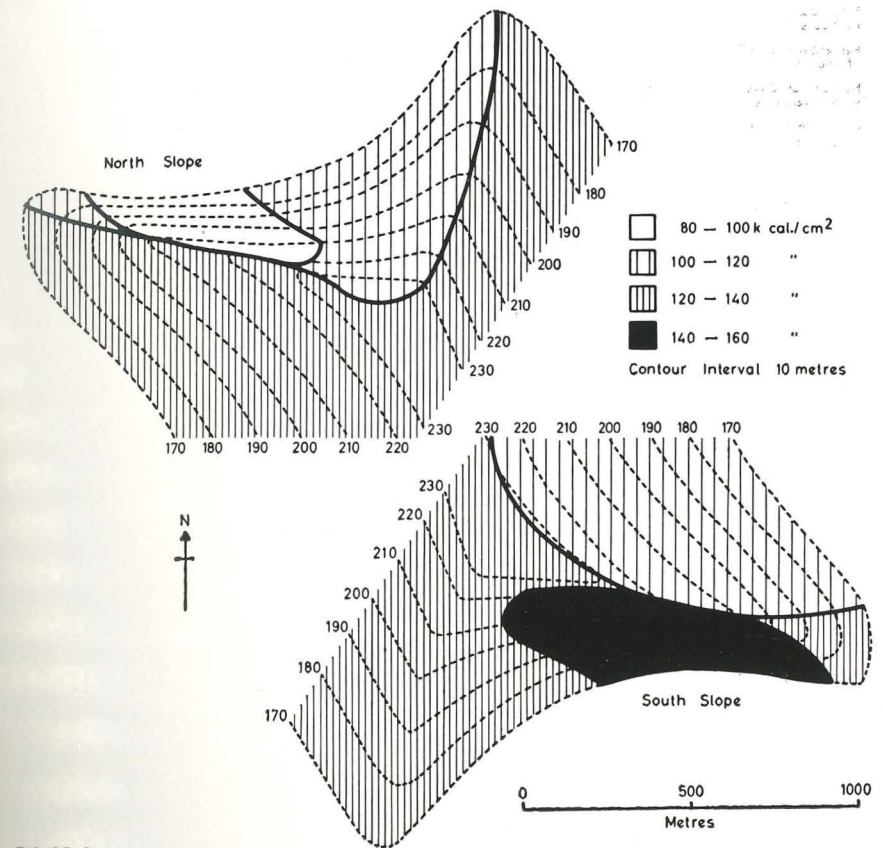 North Slope
170
180
190
200
210
220
230
80 – 100 k cal./cm²
100 – 120 "
120 – 140 "
140 – 160 "
Contour Interval 10 metres
170 180 190 200 210 220 230
230 220 210 200 190 180 170
230
220
210
200
190
180
170
N
South Slope
0 500 1000
Metres